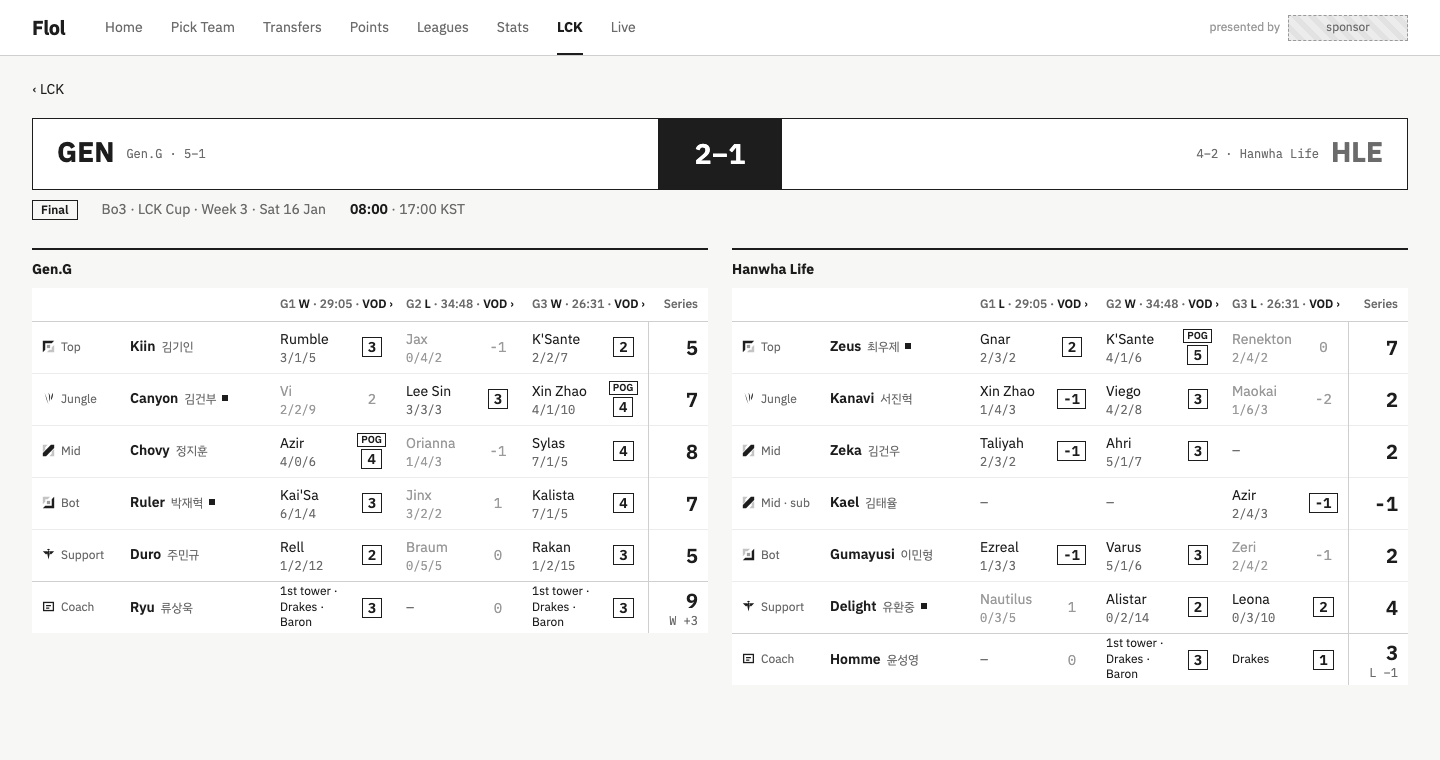 Flol Home Pick Team Transfers Points Leagues Stats LCK Live presented by sponsor
‹ LCK
GEN Gen.G · 5–1 2–1 4–2 · Hanwha Life HLE
Final Bo3 · LCK Cup · Week 3 · Sat 16 Jan 08:00 · 17:00 KST
Gen.G
G1 W · 29:05 · VOD › G2 L · 34:48 · VOD › G3 W · 26:31 · VOD › Series
Top Kiin 김기인 Rumble 3/1/5 3 Jax 0/4/2 -1 K'Sante 2/2/7 2 5
Jungle Canyon 김건부 Vi 2/2/9 2 Lee Sin 3/3/3 3 Xin Zhao 4/1/10 POG 4 7
Mid Chovy 정지훈 Azir 4/0/6 POG 4 Orianna 1/4/3 -1 Sylas 7/1/5 4 8
Bot Ruler 박재혁 Kai'Sa 6/1/4 3 Jinx 3/2/2 1 Kalista 7/1/5 4 7
Support Duro 주민규 Rell 1/2/12 2 Braum 0/5/5 0 Rakan 1/2/15 3 5
Coach Ryu 류상욱 1st tower · Drakes · Baron 3 – 0 1st tower · Drakes · Baron 3 9 W +3
Hanwha Life
G1 L · 29:05 · VOD › G2 W · 34:48 · VOD › G3 L · 26:31 · VOD › Series
Top Zeus 최우제 Gnar 2/3/2 2 K'Sante 4/1/6 POG 5 Renekton 2/4/2 0 7
Jungle Kanavi 서진혁 Xin Zhao 1/4/3 -1 Viego 4/2/8 3 Maokai 1/6/3 -2 2
Mid Zeka 김건우 Taliyah 2/3/2 -1 Ahri 5/1/7 3 – 2
Mid · sub Kael 김태율 – – Azir 2/4/3 -1 -1
Bot Gumayusi 이민형 Ezreal 1/3/3 -1 Varus 5/1/6 3 Zeri 2/4/2 -1 2
Support Delight 유환중 Nautilus 0/3/5 1 Alistar 0/2/14 2 Leona 0/3/10 2 4
Coach Homme 윤성영 – 0 1st tower · Drakes · Baron 3 Drakes 1 3 L −1